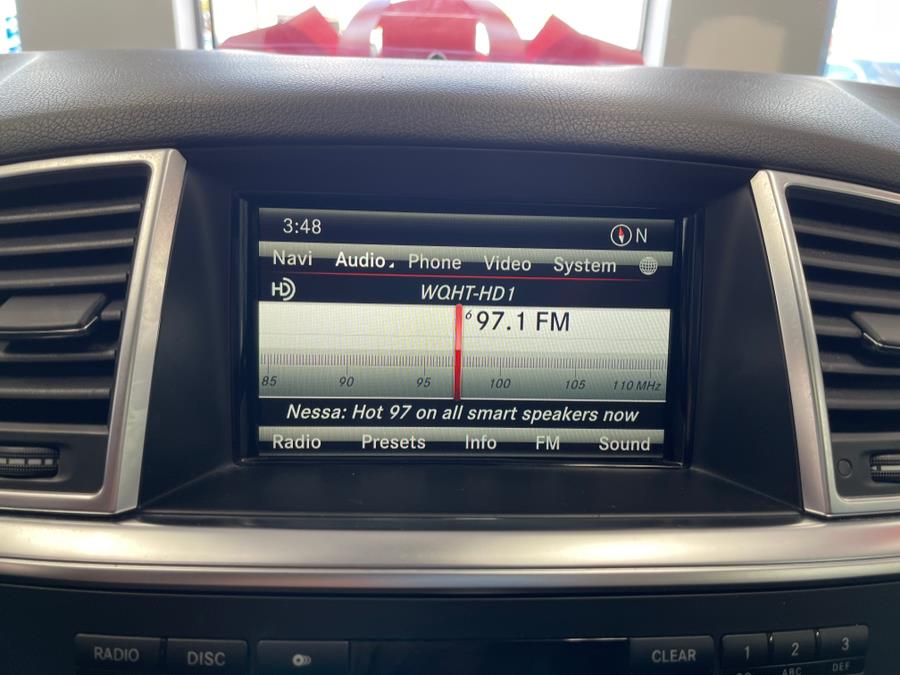 3:48 N
Navi Audio Phone Video System
HD WQHT-HD1
6 97.1 FM
85 90 95 100 105 110 MHz
Nessa: Hot 97 on all smart speakers now
Radio Presets Info FM Sound
RADIO DISC CLEAR 1 2 3
ABC DEF